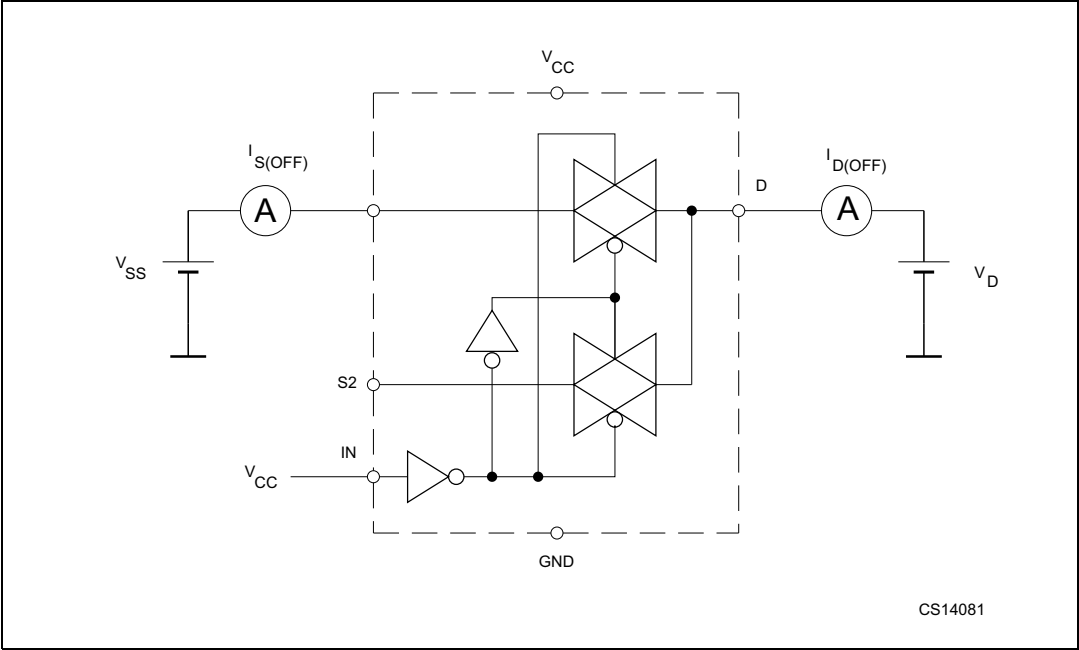 VCC
IS(OFF)
ID(OFF)
D
A
A
VSS
VD
S2
IN
VCC
GND
CS14081